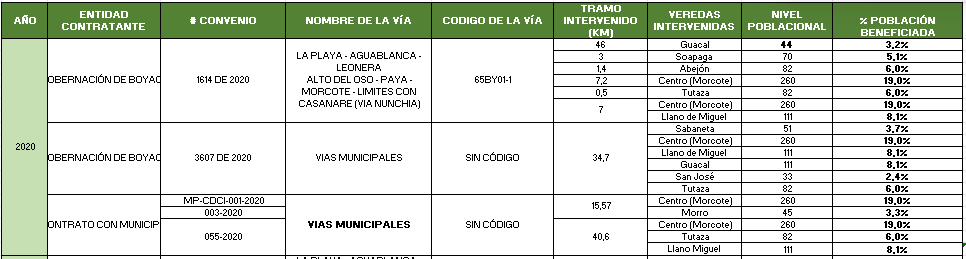 AÑO ENTIDAD CONTRATANTE # CONVENIO NOMBRE DE LA VÍA CODIGO DE LA VÍA TRAMO INTERVENIDO (KM) VEREDAS INTERVENIDAS NIVEL POBLACIONAL % POBLACIÓN BENEFICIADA
2020
OBERNACIÓN DE BOYAC 1614 DE 2020
LA PLAYA - AGUABLANCA -
LEONERA
ALTO DEL OSO - PAYA -
MORCOTE - LIMITES CON
CASANARE (VIA NUNCHIA)
65BY01-1
46 Guacal 44 3,2%
3 Soapaga 70 5,1%
1,4 Abejón 82 6,0%
7,2 Centro (Morcote) 260 19,0%
0,5 Tutaza 82 6,0%
7 Centro (Morcote) 260 19,0%
Llano de Miguel 111 8,1%
OBERNACIÓN DE BOYAC 3607 DE 2020 VIAS MUNICIPALES SIN CÓDIGO 34,7
Sabaneta 51 3,7%
Centro (Morcote) 260 19,0%
Llano de Miguel 111 8,1%
Guacal 111 8,1%
San José 33 2,4%
Tutaza 82 6,0%
ONTRATO CON MUNICIP
MP-CDCI-001-2020
003-2020
055-2020
VIAS MUNICIPALES SIN CÓDIGO
15,57 Centro (Morcote) 260 19,0%
Morro 45 3,3%
40,6 Centro (Morcote) 260 19,0%
Tutaza 82 6,0%
Llano Miguel 111 8,1%